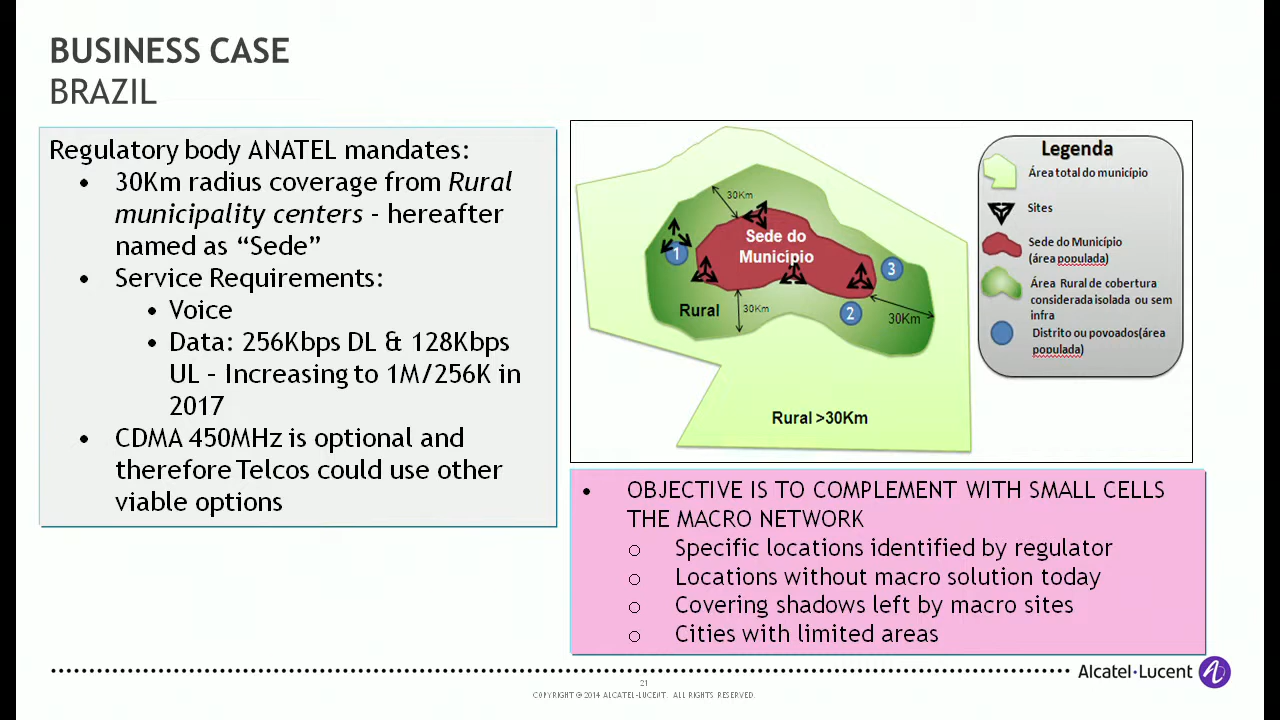 BUSINESS CASE
BRAZIL
Regulatory body ANATEL mandates:
• 30Km radius coverage from Rural
municipality centers - hereafter
named as “Sede”
• Service Requirements:
• Voice
• Data: 256Kbps DL & 128Kbps
UL – Increasing to 1M/256K in
2017
• CDMA 450MHz is optional and
therefore Telcos could use other
viable options
30Km
Sede do
Município
1
3
2
Rural
30Km
30Km
Rural >30Km
Legenda
Área total do município
Sites
Sede do Município
(área populada)
Área Rural de cobertura
considerada isolada ou sem
infra
Distrito ou povoados(área
populada)
• OBJECTIVE IS TO COMPLEMENT WITH SMALL CELLS
THE MACRO NETWORK
o Specific locations identified by regulator
o Locations without macro solution today
o Covering shadows left by macro sites
o Cities with limited areas
21
COPYRIGHT © 2014 ALCATEL-LUCENT. ALL RIGHTS RESERVED.
Alcatel·Lucent